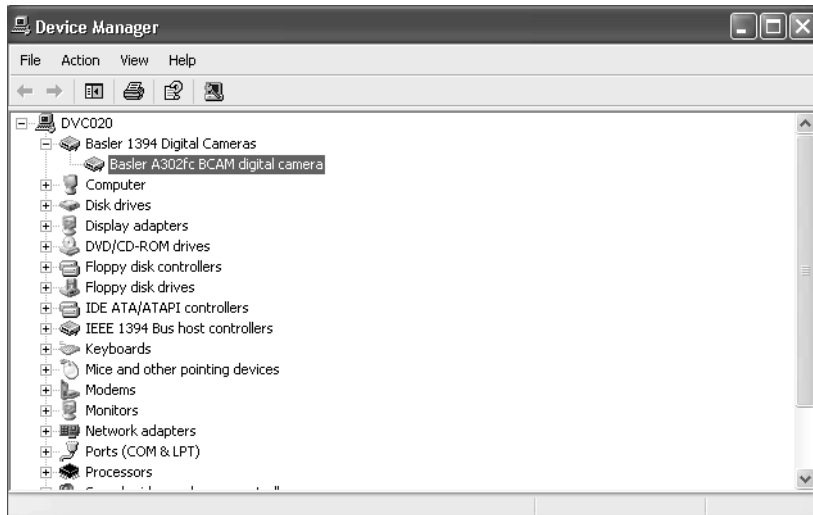 Device Manager
File Action View Help
DVC020
Basler 1394 Digital Cameras
Basler A302fc BCAM digital camera
Computer
Disk drives
Display adapters
DVD/CD-ROM drives
Floppy disk controllers
Floppy disk drives
IDE ATA/ATAPI controllers
IEEE 1394 Bus host controllers
Keyboards
Mice and other pointing devices
Modems
Monitors
Network adapters
Ports (COM & LPT)
Processors